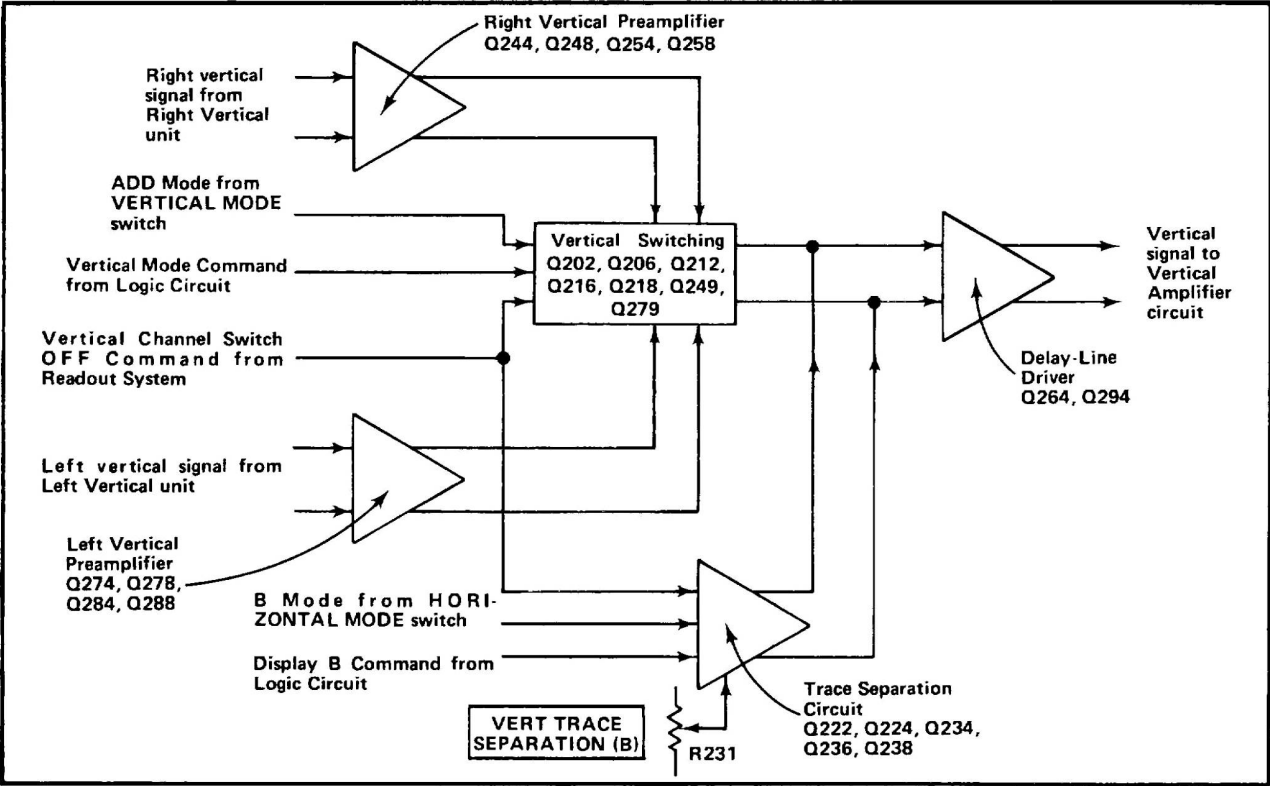 Right Vertical Preamplifier
Q244, Q248, Q254, Q258
Right vertical
signal from
Right Vertical
unit
ADD Mode from
VERTICAL MODE
switch
Vertical Switching
Q202, Q206, Q212,
Q216, Q218, Q249,
Q279
Vertical
signal to
Vertical
Amplifier
circuit
Vertical Mode Command
from Logic Circuit
Vertical Channel Switch
OFF Command from
Readout System
Delay-Line
Driver
Q264, Q294
Left vertical signal from
Left Vertical unit
Left Vertical
Preamplifier
Q274, Q278,
Q284, Q288
B Mode from HORI-
ZONTAL MODE switch
Display B Command from
Logic Circuit
Trace Separation
Circuit
Q222, Q224, Q234,
Q236, Q238
VERT TRACE
SEPARATION (B)
R231